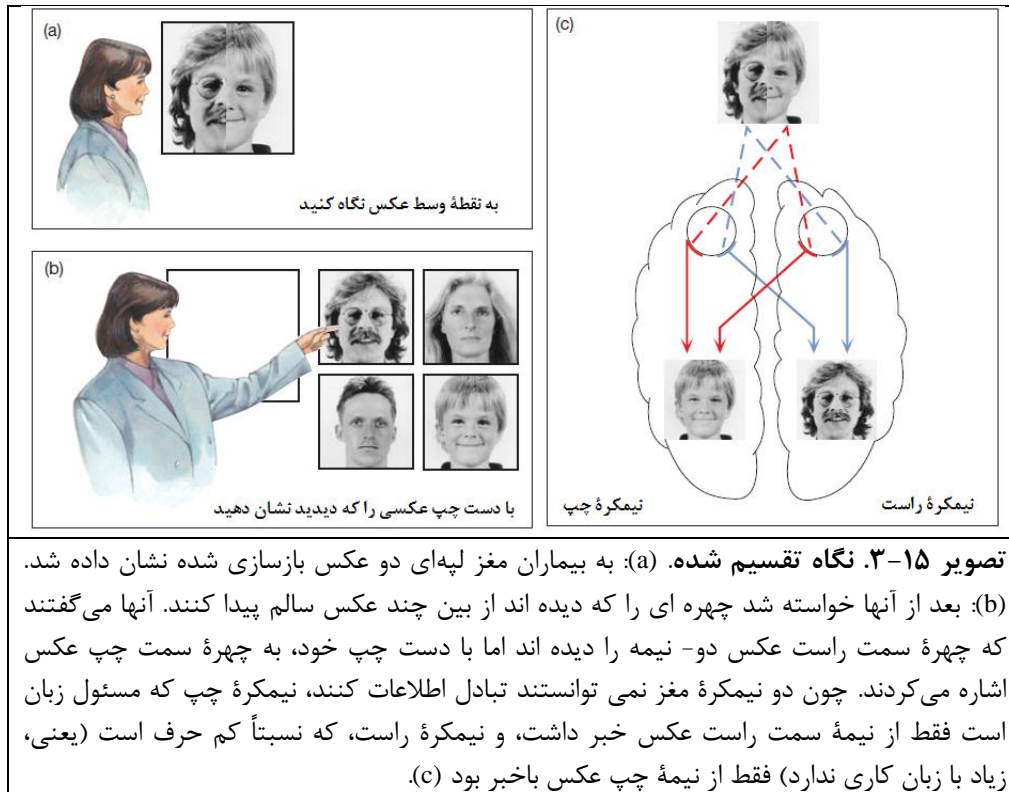 (a)
به نقطهٔ وسط عکس نگاه کنید
(b)
با دست چپ عکسی را که دیدید نشان دهید
(c)
نیمکرهٔ چپ
نیمکرهٔ راست
تصویر ۱۵-۳. نگاه تقسیم شده. (a): به بیماران مغز لپه‌ای دو عکس بازسازی شده نشان داده شد.
(b): بعد از آنها خواسته شد چهره ای را که دیده اند از بین چند عکس سالم پیدا کنند. آنها می‌گفتند
که چهرهٔ سمت راست عکس دو- نیمه را دیده اند اما با دست چپ خود، به چهرهٔ سمت چپ عکس
اشاره می‌کردند. چون دو نیمکرهٔ مغز نمی توانستند تبادل اطلاعات کنند، نیمکرهٔ چپ که مسئول زبان
است فقط از نیمهٔ سمت راست عکس خبر داشت، و نیمکرهٔ راست، که نسبتاً کم حرف است (یعنی،
زیاد با زبان کاری ندارد) فقط از نیمهٔ چپ عکس باخبر بود (c).